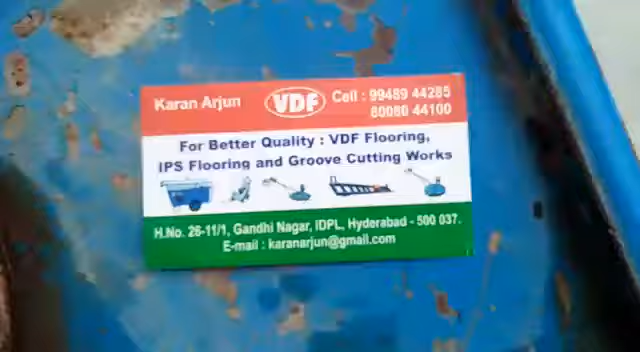 Karan Arjun
VDF
Cell : 99489 44285
80080 44100
For Better Quality : VDF Flooring,
IPS Flooring and Groove Cutting Works
H.No. 26-11/1, Gandhi Nagar, IDPL, Hyderabad - 500 037.
E-mail : karanarjun@gmail.com